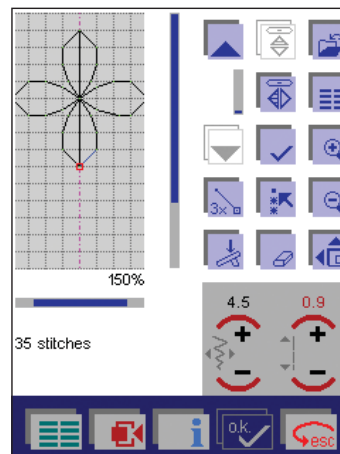 3x
150%
4.5 0.9
35 stitches
+ +
− −
i o.k. esc